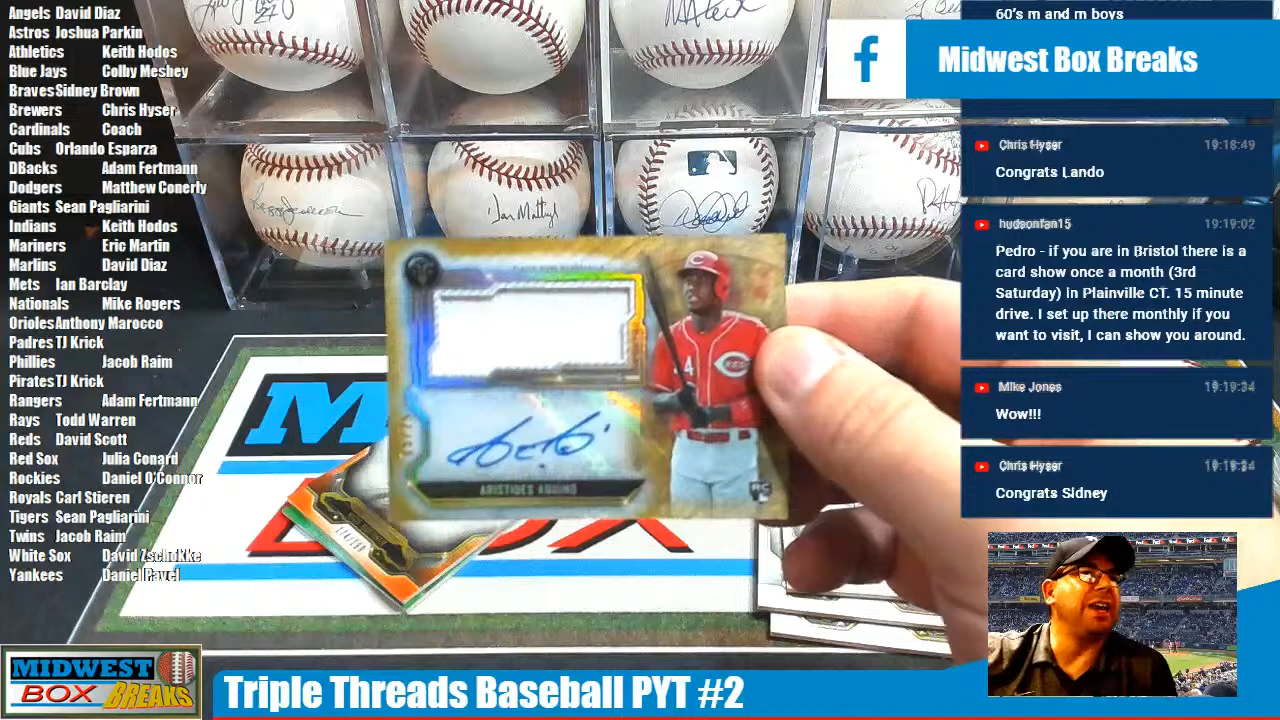 Angels David Diaz
Astros Joshua Parkin
Athletics Keith Hodos
Blue Jays Colby Meshey
Braves Sidney Brown
Brewers Chris Hyser
Cardinals Coach
Cubs Orlando Esparza
DBacks Adam Fertmann
Dodgers Matthew Conerly
Giants Sean Pagliarini
Indians Keith Hodos
Mariners Eric Martin
Marlins David Diaz
Mets Ian Barclay
Nationals Mike Rogers
Orioles Anthony Marocco
Padres TJ Krick
Phillies Jacob Raim
Pirates TJ Krick
Rangers Adam Fertmann
Rays Todd Warren
Reds David Scott
Red Sox Julia Conard
Rockies Daniel O'Connor
Royals Carl Stieren
Tigers Sean Pagliarini
Twins Jacob Raim
White Sox David Zschokke
Yankees Daniel Pavel
MIDWEST
BOX BREAKS
Triple Threads Baseball PYT #2
ARISTIDES AQUINO
REDS
4
RC
60's m and m boys
f Midwest Box Breaks
Chris Hyser 19:18:49
Congrats Lando
hudsonfan15 19:19:02
Pedro - if you are in Bristol there is a
card show once a month (3rd
Saturday) in Plainville CT. 15 minute
drive. I set up there monthly if you
want to visit, I can show you around.
Mike Jones 19:19:34
Wow!!!
Chris Hyser 19:19:34
Congrats Sidney